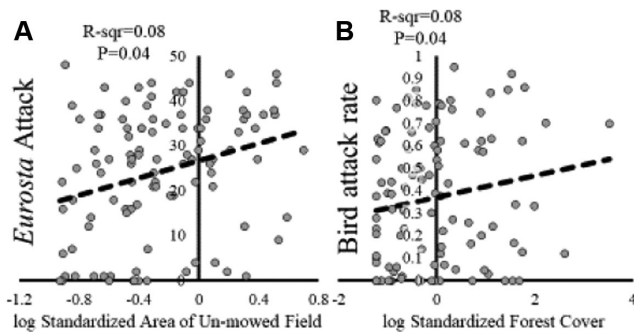 A
R-sqr=0.08
P=0.04
50
40
30
20
10
0
Eurosta Attack
-1.2
-0.8
-0.4
0
0.4
0.8
log Standardized Area of Un-mowed Field
B
R-sqr=0.08
P=0.04
1
0.9
0.8
0.7
0.6
0.5
0.4
0.3
0.2
0.1
0
Bird attack rate
-2
0
2
4
log Standardized Forest Cover